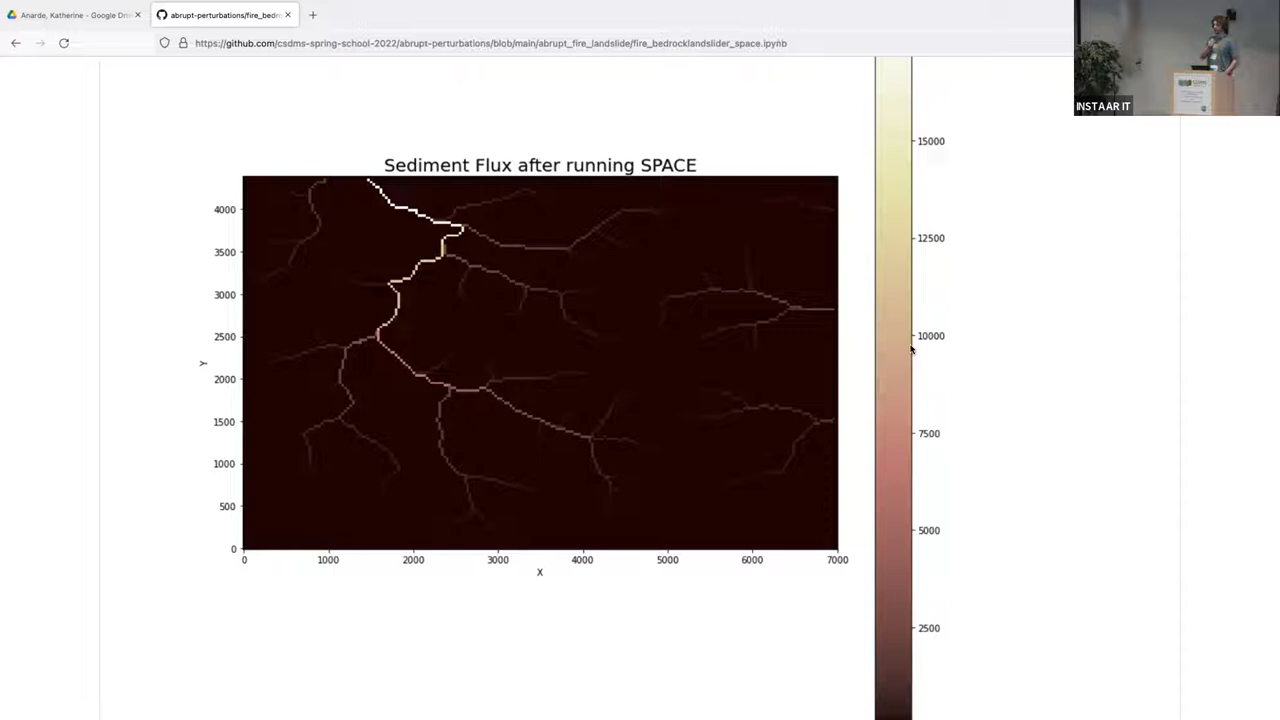 Anarde, Katherine - Google Dri
abrupt-perturbations/fire_bedr
https://github.com/csdms-spring-school-2022/abrupt-perturbations/blob/main/abrupt_fire_landslide/fire_bedrocklandslider_space.ipynb
INSTAAR IT
Sediment Flux after running SPACE
4000
3500
3000
2500
2000
1500
1000
500
0
Y
0 1000 2000 3000 4000 5000 6000 7000
X
15000
12500
10000
7500
5000
2500